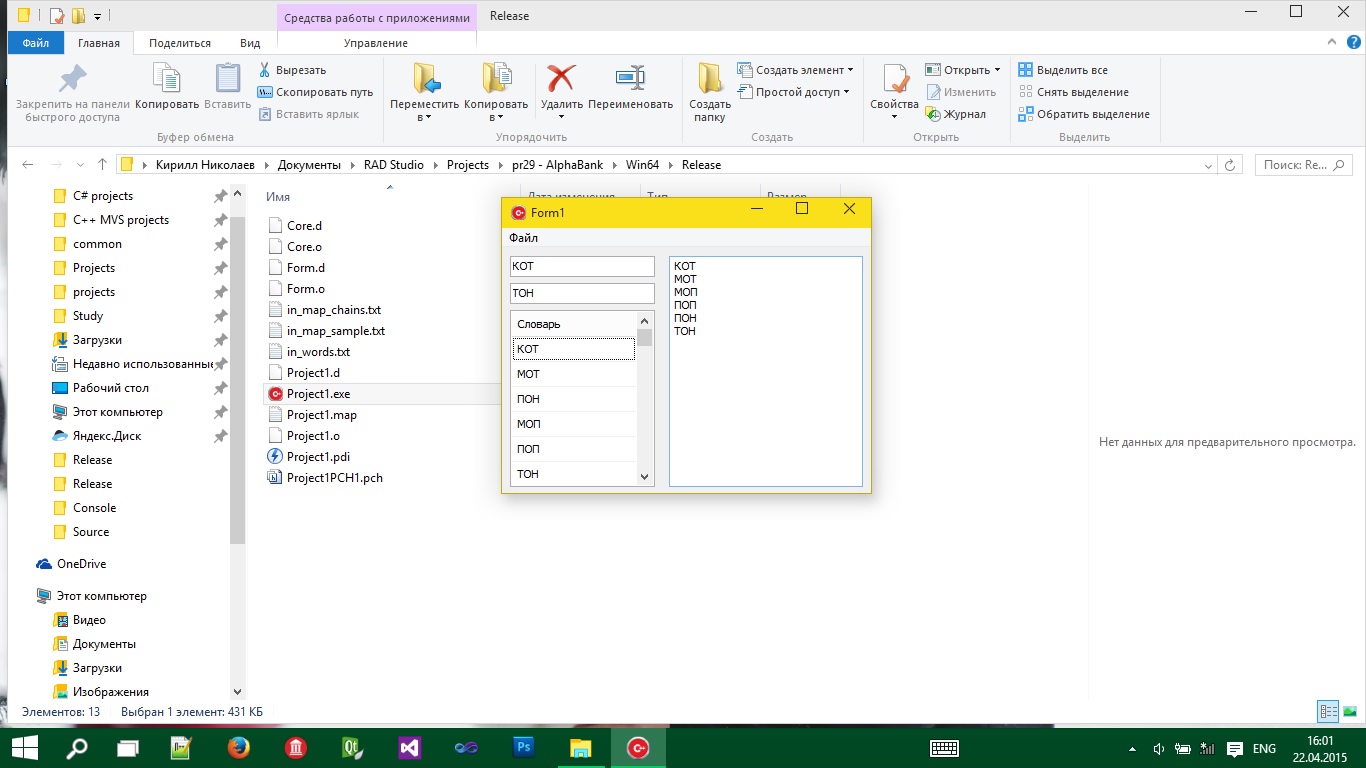 Средства работы с приложениями
Release
Файл
Главная
Поделиться
Вид
Управление
Закрепить на панели быстрого доступа
Копировать
Вставить
Вырезать
Скопировать путь
Вставить ярлык
Буфер обмена
Переместить в
Копировать в
Удалить
Переименовать
Упорядочить
Создать папку
Создать элемент
Простой доступ
Создать
Свойства
Открыть
Изменить
Журнал
Открыть
Выделить все
Снять выделение
Обратить выделение
Выделить
Кирилл Николаев
Документы
RAD Studio
Projects
pr29 - AlphaBank
Win64
Release
Поиск: Re...
C# projects
C++ MVS projects
common
Projects
projects
Study
Загрузки
Недавно использованные
Рабочий стол
Этот компьютер
Яндекс.Диск
Release
Release
Console
Source
OneDrive
Этот компьютер
Видео
Документы
Загрузки
Изображения
Имя
Дата изменения
Тип
Размер
Core.d
Core.o
Form.d
Form.o
in_map_chains.txt
in_map_sample.txt
in_words.txt
Project1.d
Project1.exe
Project1.map
Project1.o
Project1.pdi
Project1PCH1.pch
Form1
Файл
КОТ
ТОН
Словарь
КОТ
МОТ
ПОН
МОП
ПОП
ТОН
КОТ
МОТ
МОП
ПОП
ПОН
ТОН
Нет данных для предварительного просмотра.
Элементов: 13
Выбран 1 элемент: 431 КБ
Qt
Ps
ENG
16:01
22.04.2015